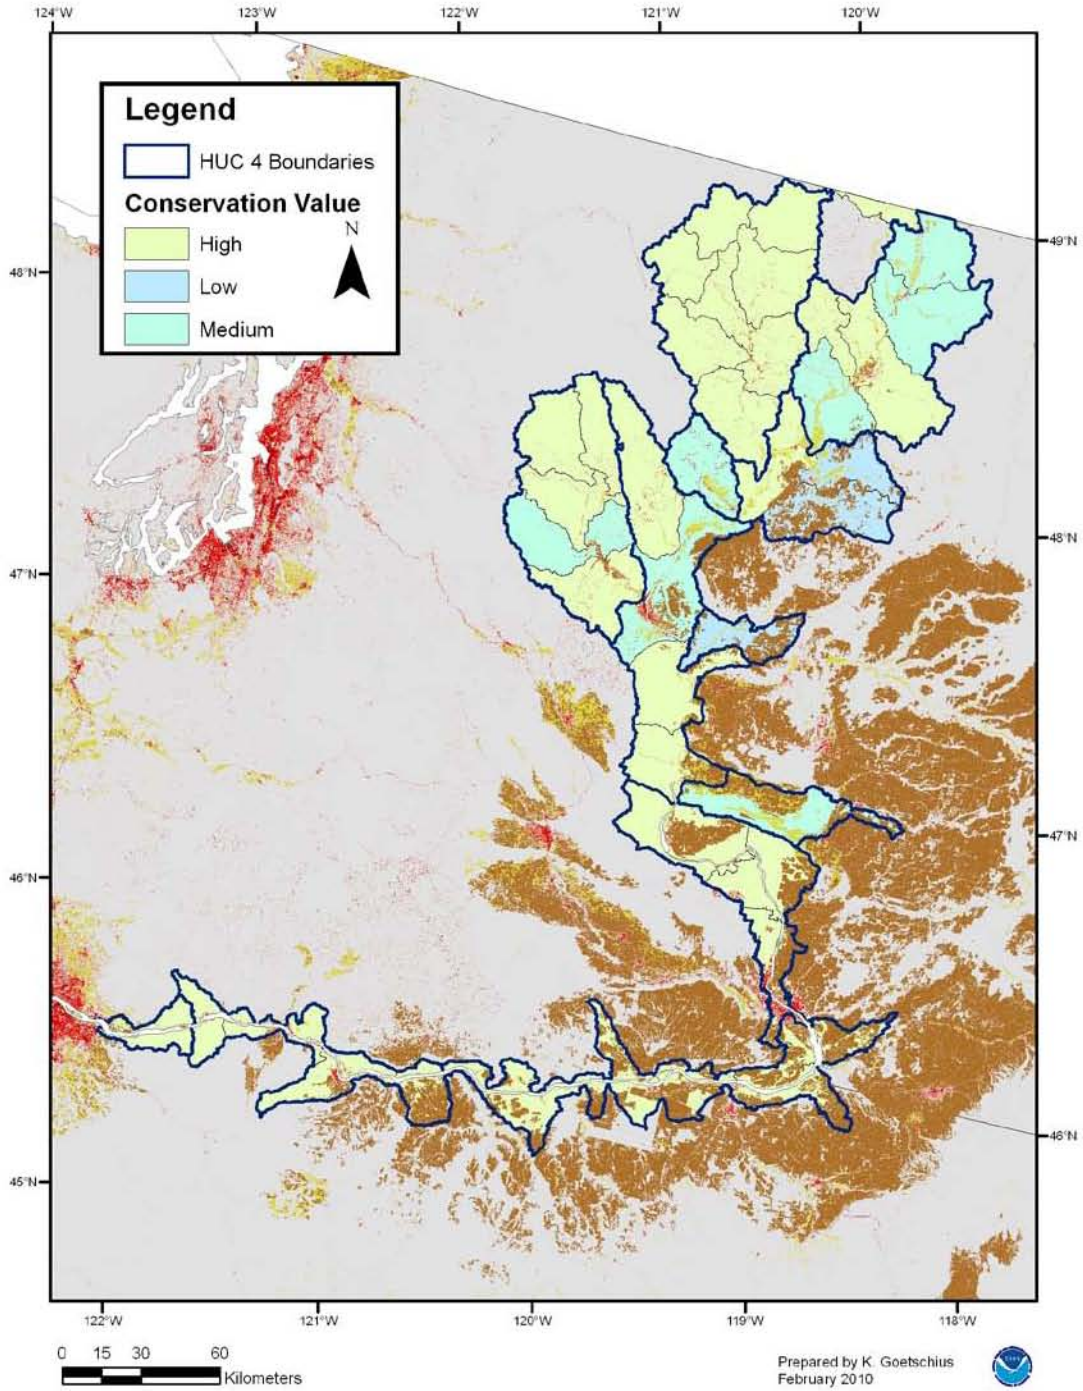 124°W 123°W 122°W 121°W 120°W
Legend
HUC 4 Boundaries
Conservation Value
N
High
Low
Medium
49°N
48°N
48°N
47°N
47°N
46°N
46°N
45°N
122°W 121°W 120°W 119°W 118°W
0 15 30 60
Kilometers
Prepared by K. Goetschius
February 2010